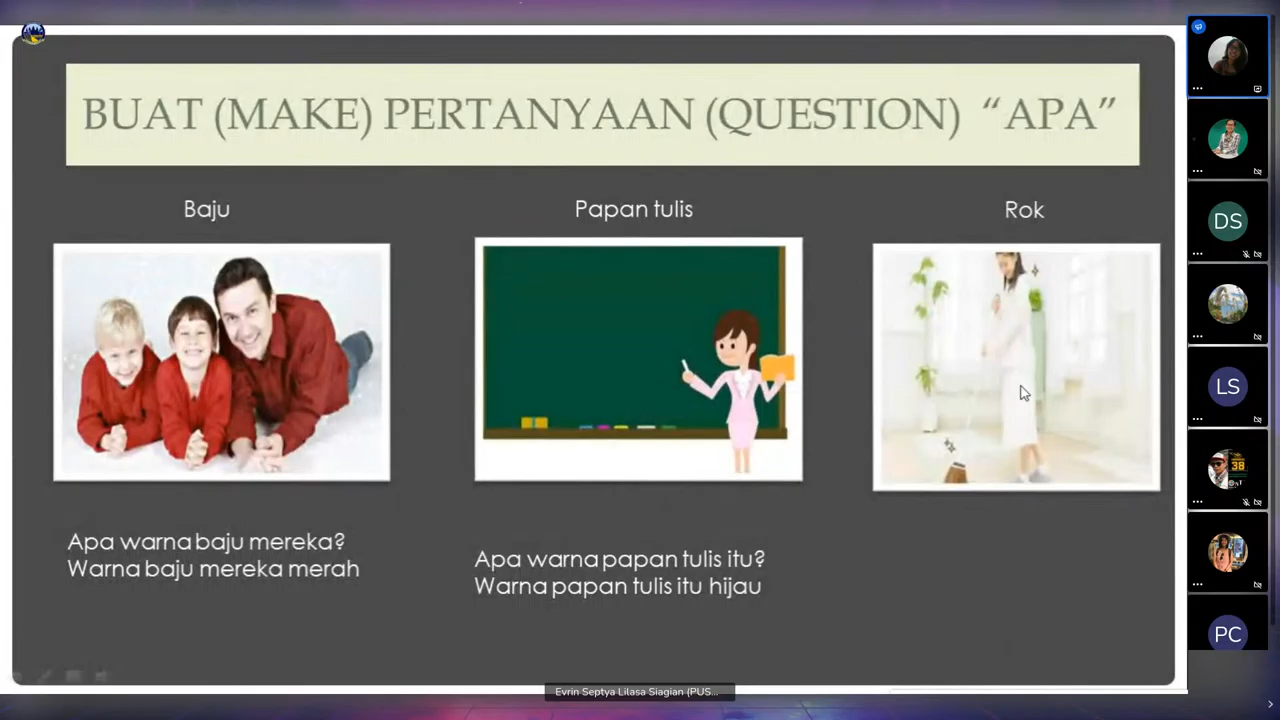 BUAT (MAKE) PERTANYAAN (QUESTION) “APA”
Baju
Papan tulis
Rok
Apa warna baju mereka?
Warna baju mereka merah
Apa warna papan tulis itu?
Warna papan tulis itu hijau
DS
LS
38
PC
Evrin Septya Lilasa Siagian (PUS...